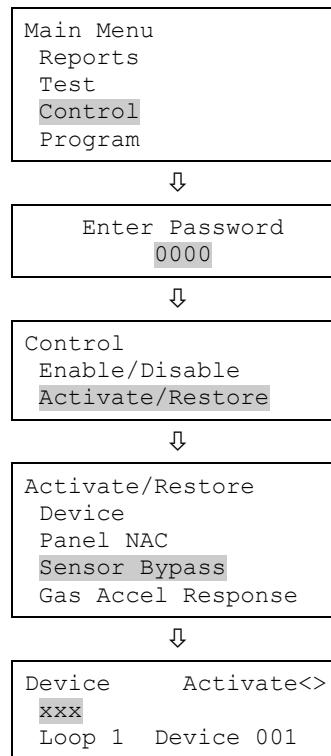 Main Menu
Reports
Test
Control
Program
⇩
Enter Password
0000
⇩
Control
Enable/Disable
Activate/Restore
⇩
Activate/Restore
Device
Panel NAC
Sensor Bypass
Gas Accel Response
⇩
Device Activate<>
xxx
Loop 1 Device 001